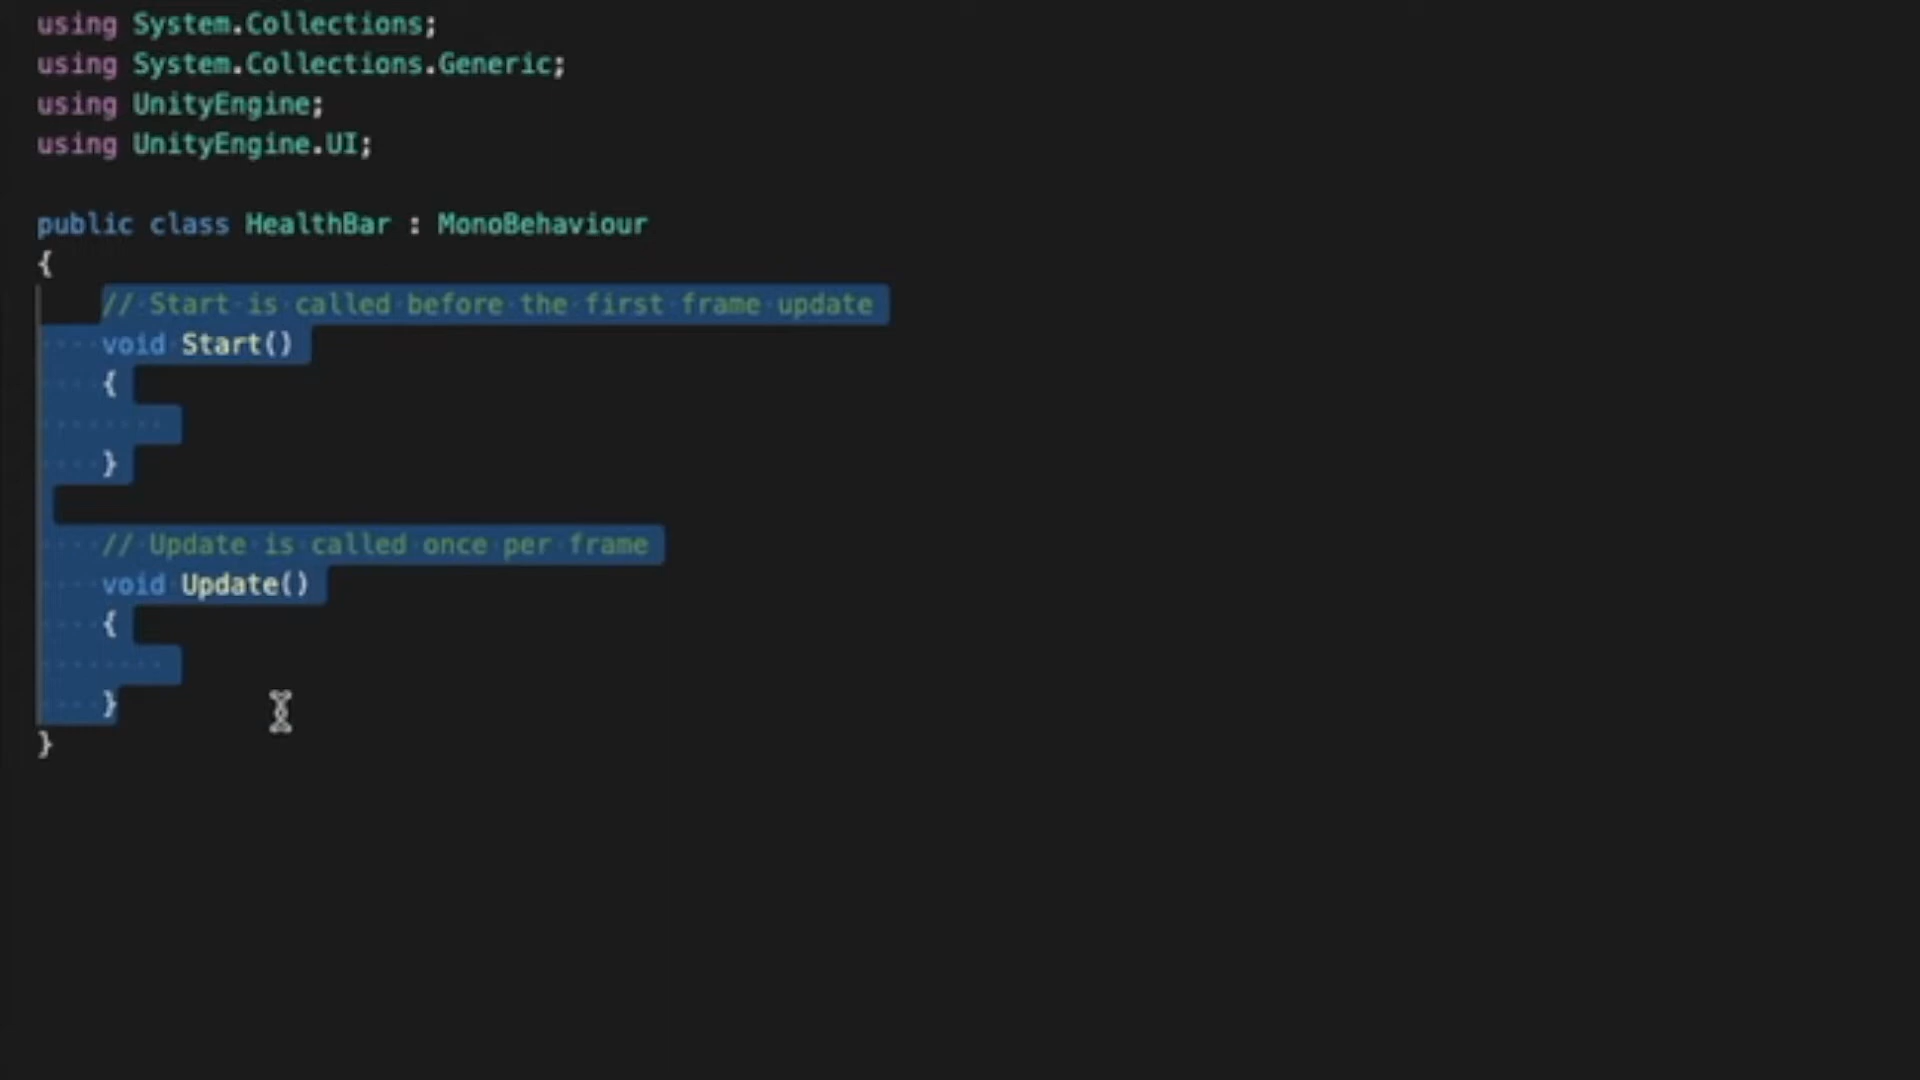 using System.Collections;
using System.Collections.Generic;
using UnityEngine;
using UnityEngine.UI;
public class HealthBar : MonoBehaviour
{
// Start is called before the first frame update
void Start()
{
}
// Update is called once per frame
void Update()
{
}
}